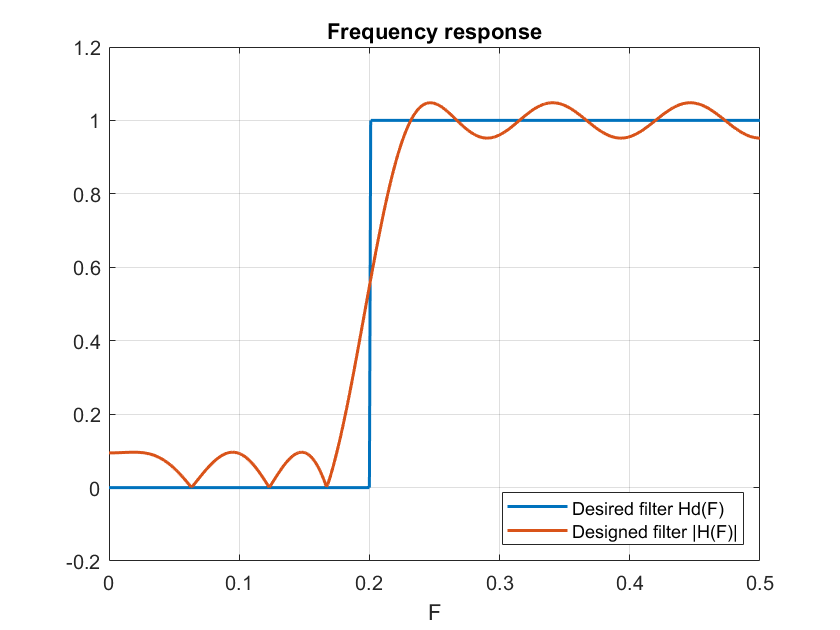 Frequency response
1.2
1
0.8
0.6
0.4
0.2
0
-0.2
0 0.1 0.2 0.3 0.4 0.5
F
Desired filter Hd(F)
Designed filter |H(F)|